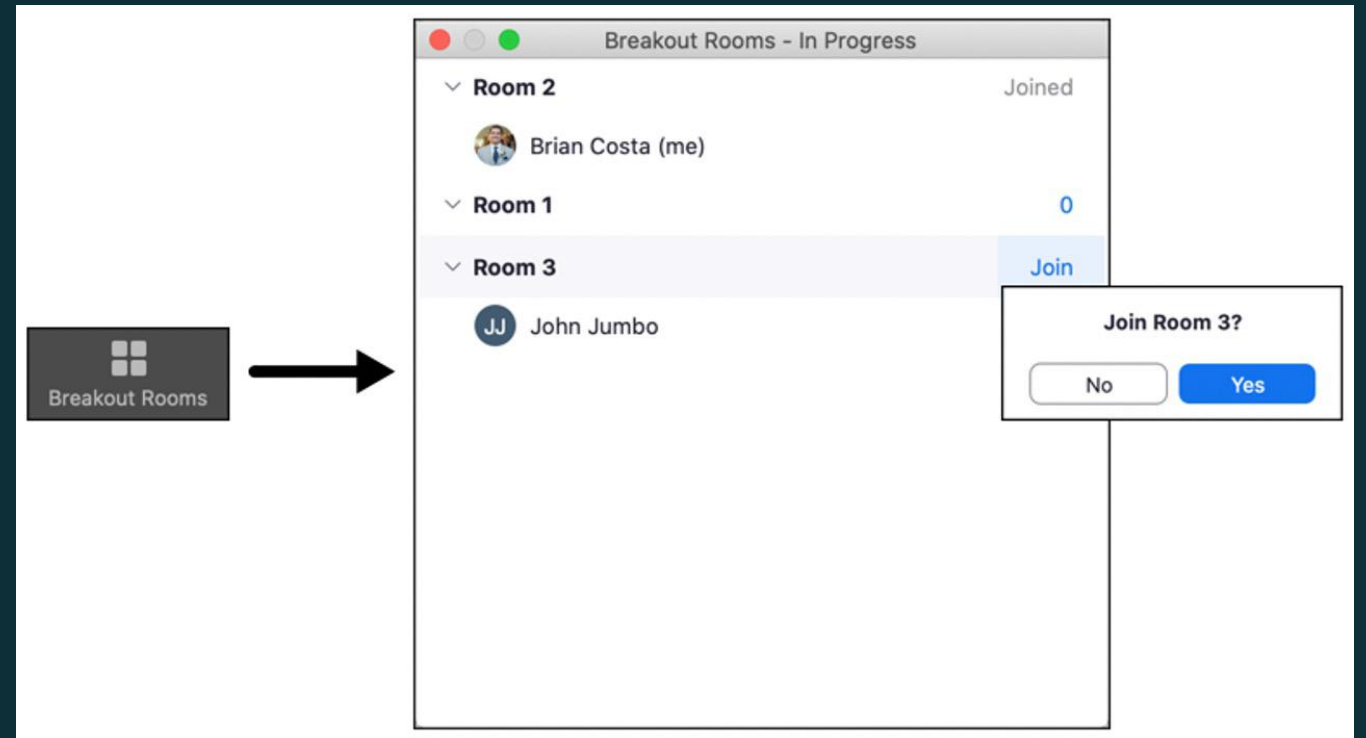 Breakout Rooms - In Progress
Room 2 Joined
Brian Costa (me)
Room 1 0
Room 3 Join
JJ John Jumbo
Join Room 3?
No Yes
Breakout Rooms